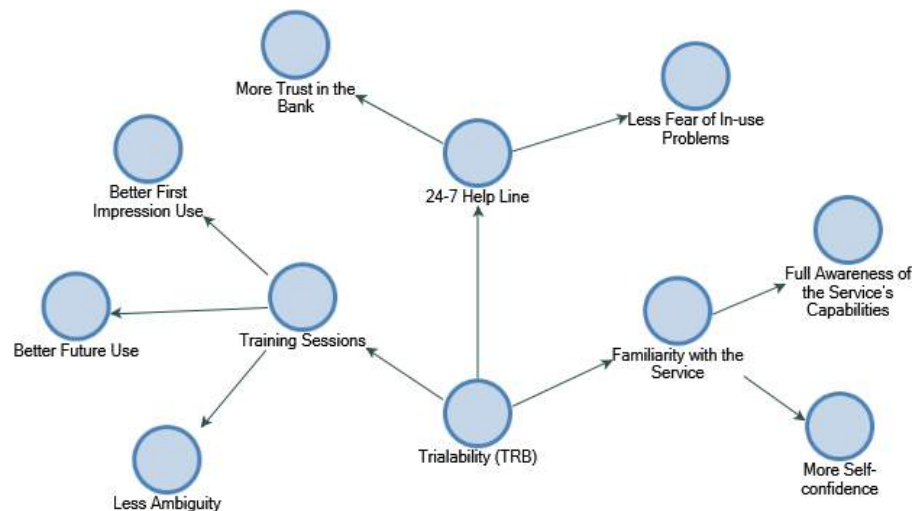 More Trust in the
Bank
Less Fear of In-use
Problems
Better First
Impression Use
24-7 Help Line
Full Awareness of
the Service's
Capabilities
Better Future Use
Training Sessions
Familiarity with the
Service
Trialability (TRB)
More Self-
confidence
Less Ambiguity